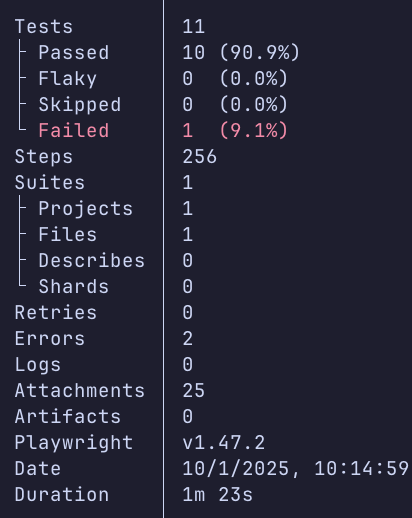 Tests 11
Passed 10 (90.9%)
Flaky 0 (0.0%)
Skipped 0 (0.0%)
Failed 1 (9.1%)
Steps 256
Suites 1
Projects 1
Files 1
Describes 0
Shards 0
Retries 0
Errors 2
Logs 0
Attachments 25
Artifacts 0
Playwright v1.47.2
Date 10/1/2025, 10:14:59
Duration 1m 23s